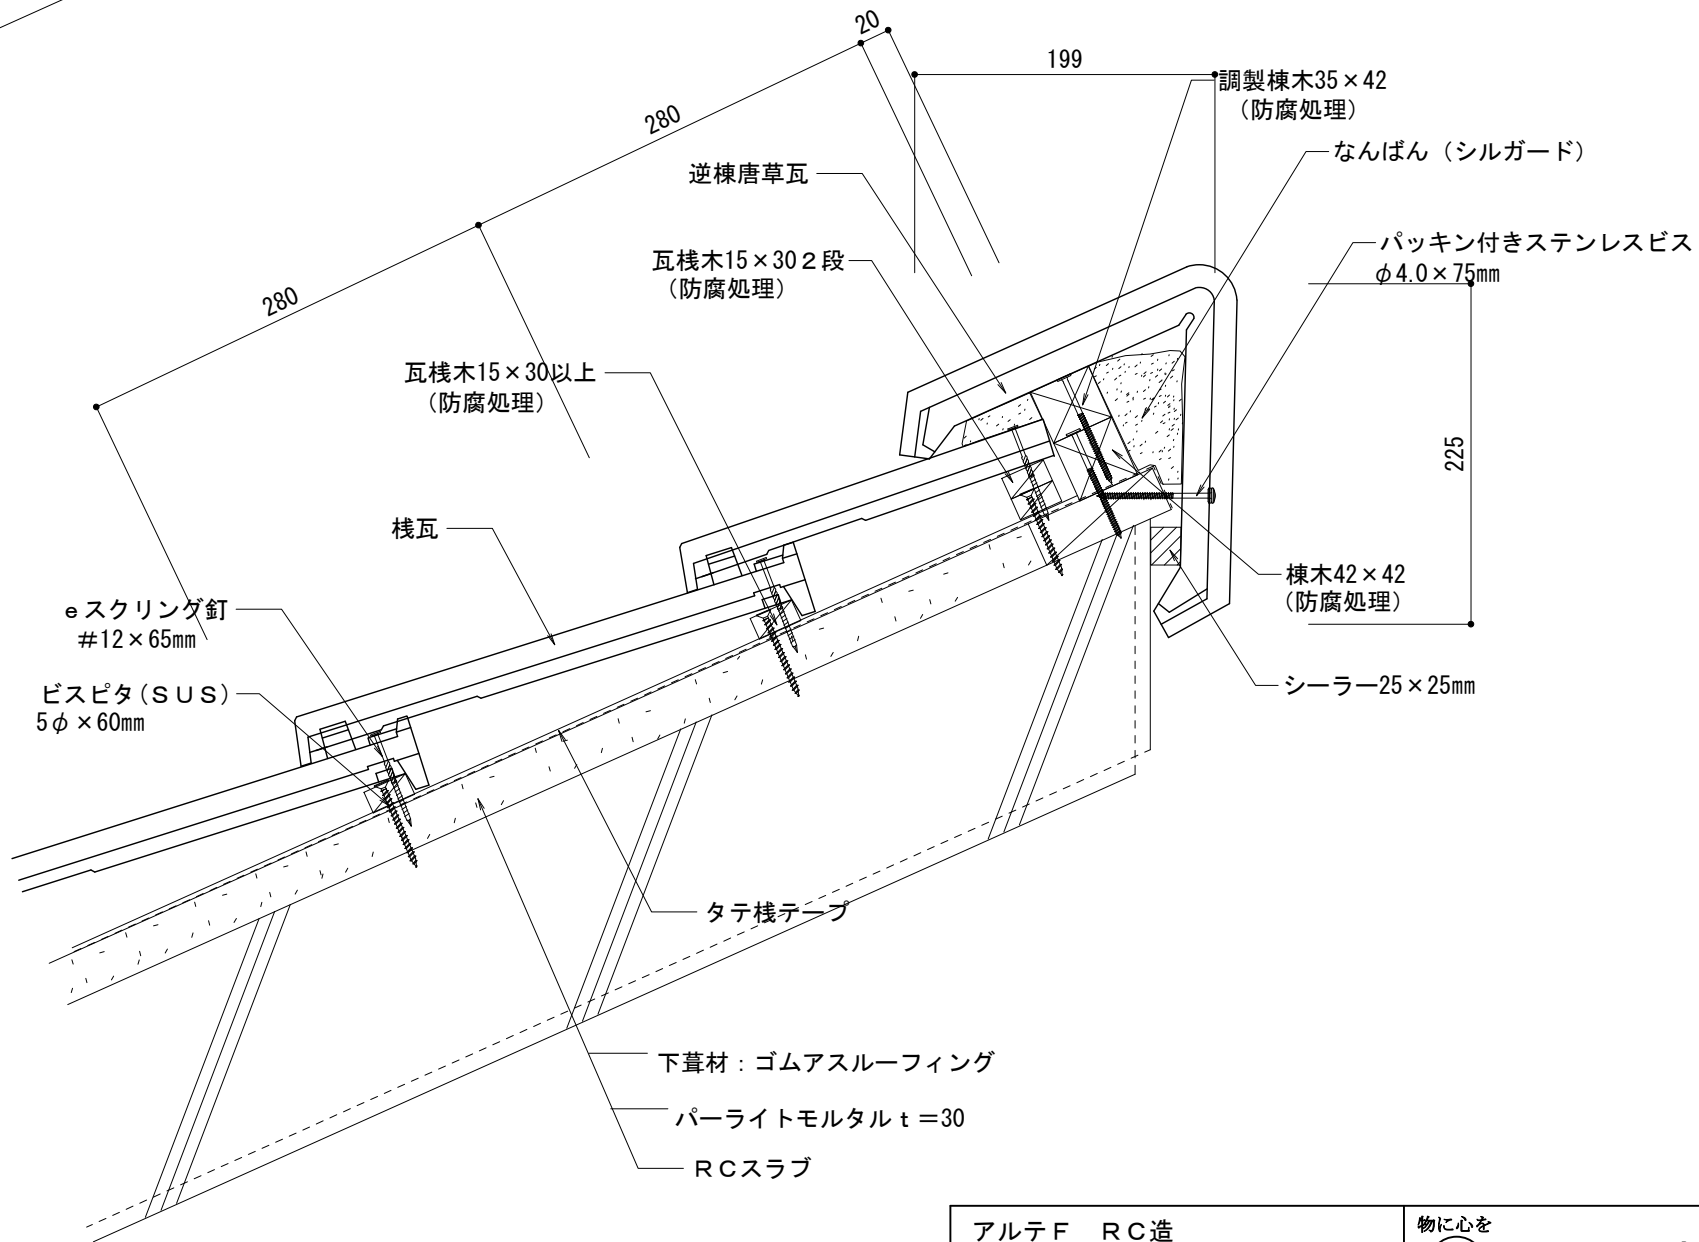 20
199
280
280
調製棟木35×42
（防腐処理）
なんばん（シルガード）
逆棟唐草瓦
パッキン付きステンレスビス
φ4.0×75mm
瓦桟木15×30２段
（防腐処理）
瓦桟木15×30以上
（防腐処理）
225
桟瓦
棟木42×42
（防腐処理）
ｅスクリング釘
＃12×65mm
シーラー25×25mm
ビスピタ(ＳＵＳ)
5φ×60mm
タテ桟テープ
下葺材：ゴムアスルーフィング
パーライトモルタルｔ＝30
ＲＣスラブ
アルテＦ　ＲＣ造
物に心を